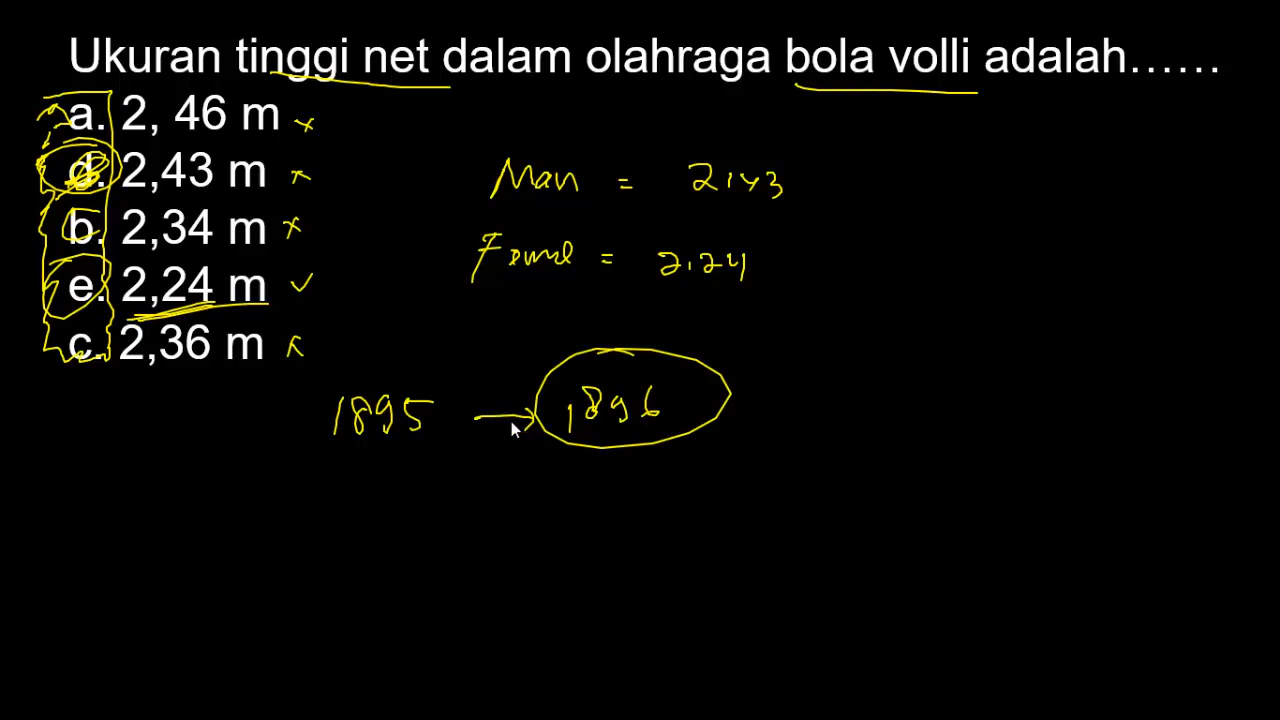 Ukuran tinggi net dalam olahraga bola volli adalah……
a. 2, 46 m
d. 2,43 m
b. 2,34 m
e. 2,24 m
c. 2,36 m
Man = 2.43
= 2.24
1895 → 1896